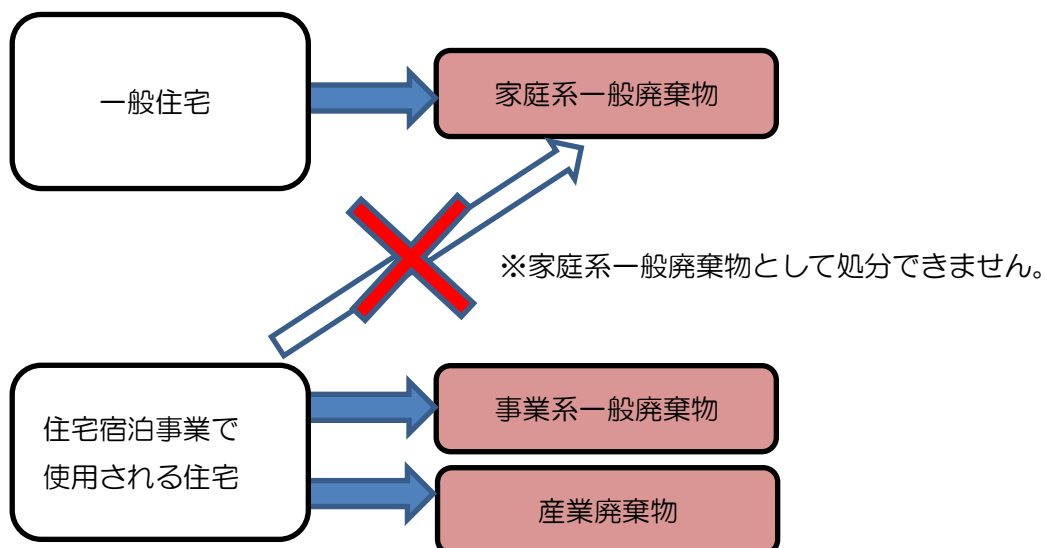 一般住宅
家庭系一般廃棄物
※家庭系一般廃棄物として処分できません。
住宅宿泊事業で
使用される住宅
事業系一般廃棄物
産業廃棄物